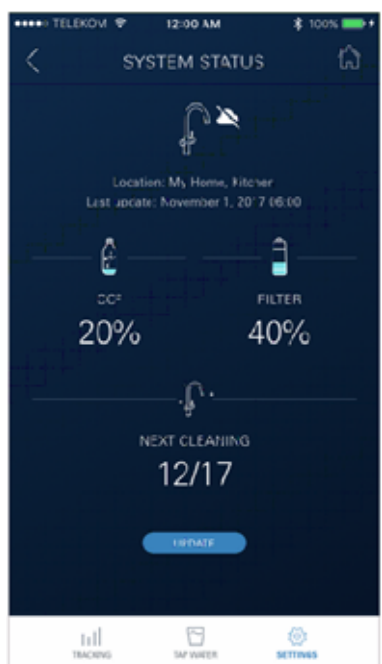 TELEKOM 12:00 AM 100%
SYSTEM STATUS
Location: My Home, Kitchen
Last update: November 1, 2017 06:00
CO²
FILTER
20%
40%
NEXT CLEANING
12/17
UPDATE
TRACKING
TAP WATER
SETTINGS